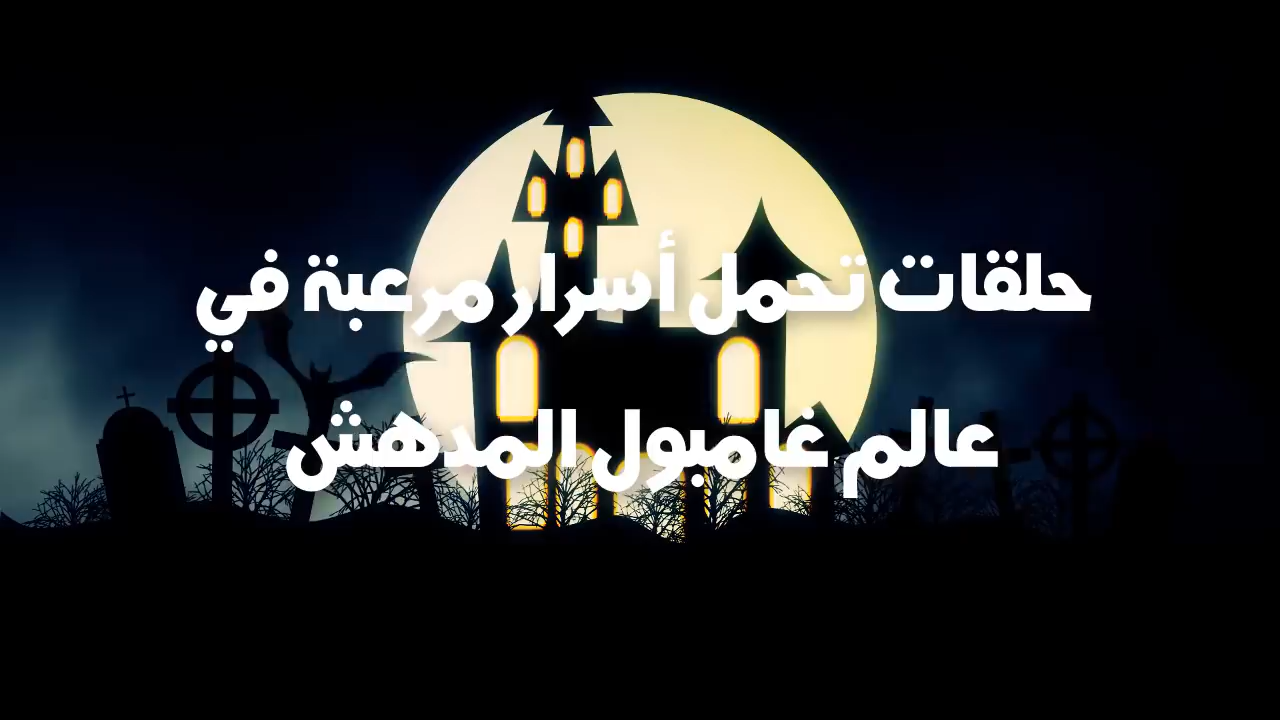 حلقات تحمل أسرار مرعبة في
عالم غامبول المدهش